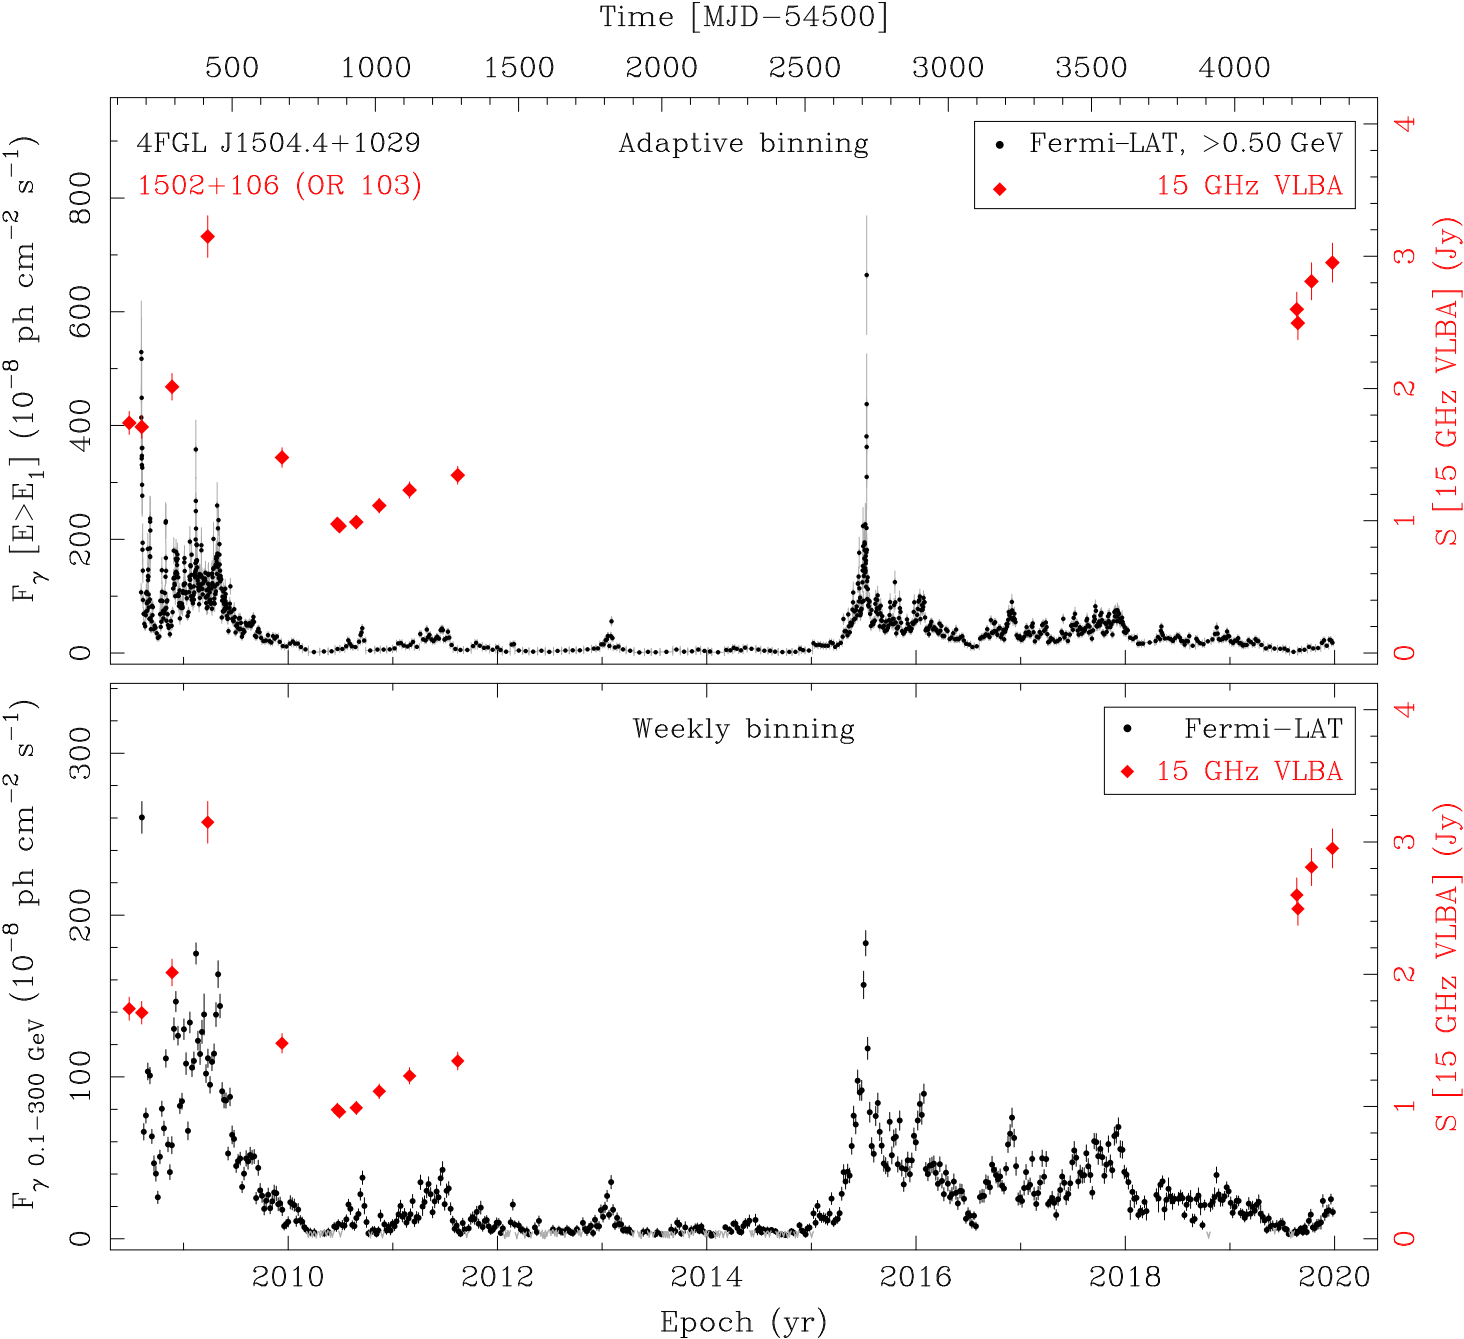 Time [MJD−54500]
500 1000 1500 2000 2500 3000 3500 4000
4FGL J1504.4+1029
1502+106 (OR 103)
Adaptive binning
Fermi−LAT, >0.50 GeV
15 GHz VLBA
F_γ [E>E_1] (10^−8 ph cm^−2 s^−1)
800
600
400
200
0
4
3
2
1
0
S [15 GHz VLBA] (Jy)
Weekly binning
Fermi−LAT
15 GHz VLBA
F_γ 0.1−300 GeV (10^−8 ph cm^−2 s^−1)
300
200
100
0
4
3
2
1
0
S [15 GHz VLBA] (Jy)
2010 2012 2014 2016 2018 2020
Epoch (yr)